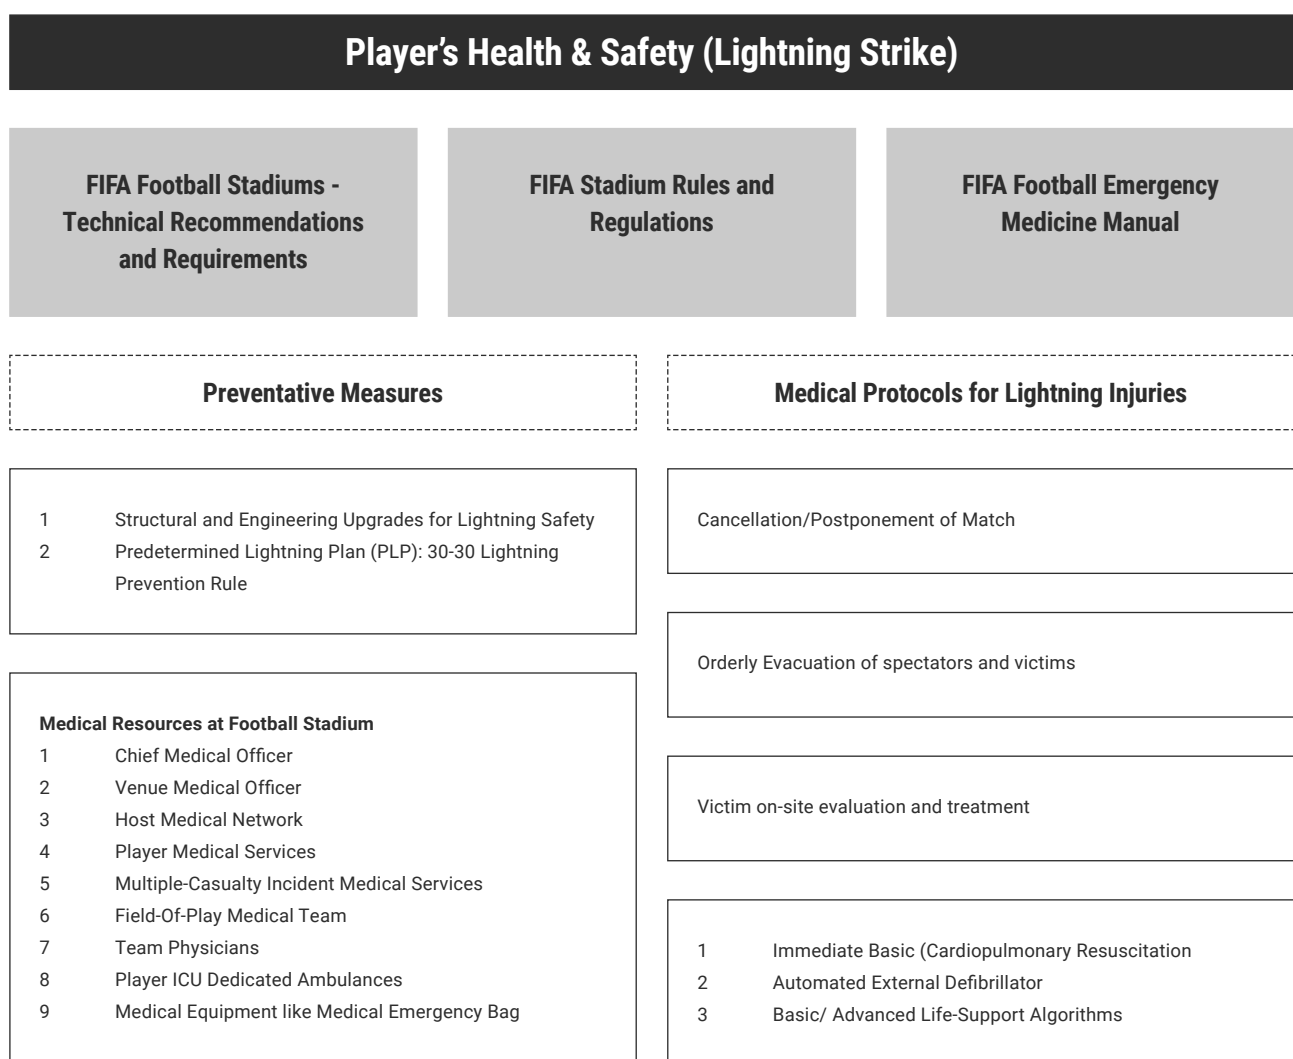 Player's Health & Safety (Lightning Strike)
FIFA Football Stadiums -
Technical Recommendations
and Requirements
FIFA Stadium Rules and
Regulations
FIFA Football Emergency
Medicine Manual
Preventative Measures
1 Structural and Engineering Upgrades for Lightning Safety
2 Predetermined Lightning Plan (PLP): 30-30 Lightning
Prevention Rule
Medical Resources at Football Stadium
1 Chief Medical Officer
2 Venue Medical Officer
3 Host Medical Network
4 Player Medical Services
5 Multiple-Casualty Incident Medical Services
6 Field-Of-Play Medical Team
7 Team Physicians
8 Player ICU Dedicated Ambulances
9 Medical Equipment like Medical Emergency Bag
Medical Protocols for Lightning Injuries
Cancellation/Postponement of Match
Orderly Evacuation of spectators and victims
Victim on-site evaluation and treatment
1 Immediate Basic (Cardiopulmonary Resuscitation
2 Automated External Defibrillator
3 Basic/ Advanced Life-Support Algorithms